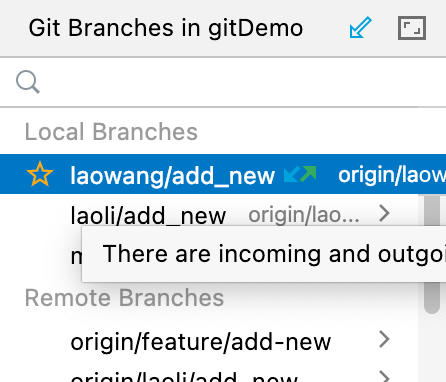 Git Branches in gitDemo
Local Branches
laowang/add_new origin/laow
laoli/add_new origin/lao...
There are incoming and outgoi
Remote Branches
origin/feature/add-new
origin/laoli/add_new